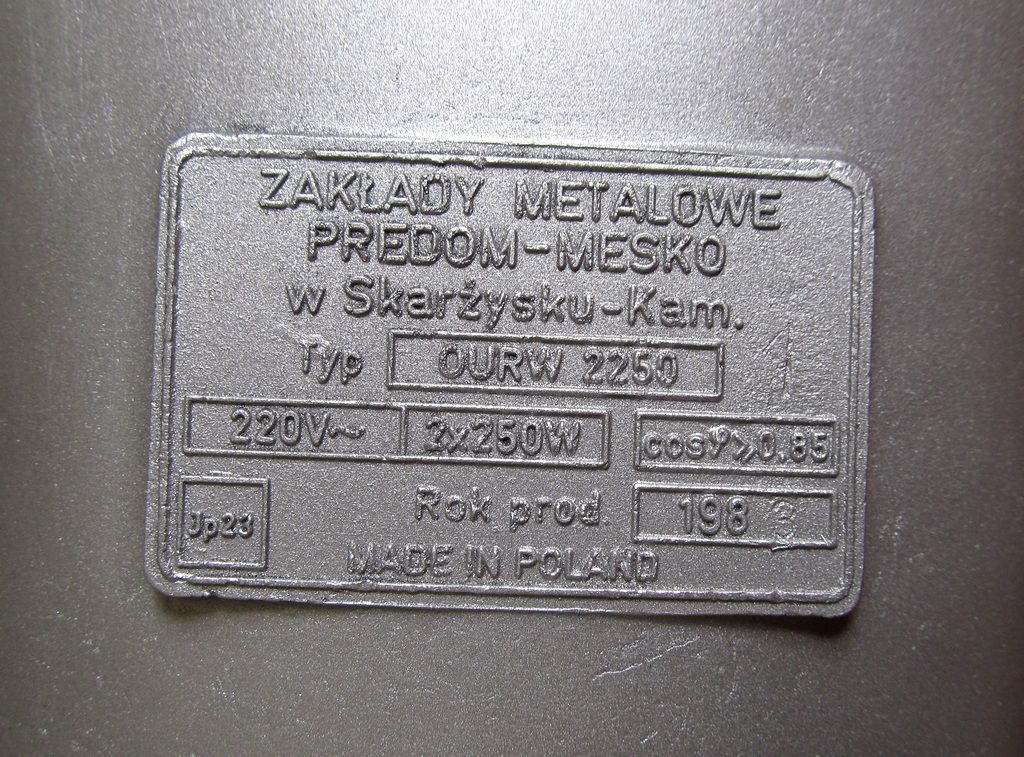 ZAKŁADY METALOWE
PREDOM-MESKO
w Skarżysku-Kam.
Typ OURW 2250
220V~ 2x250W cosφ⩾0.85
Jp23 Rok prod. 198
MADE IN POLAND